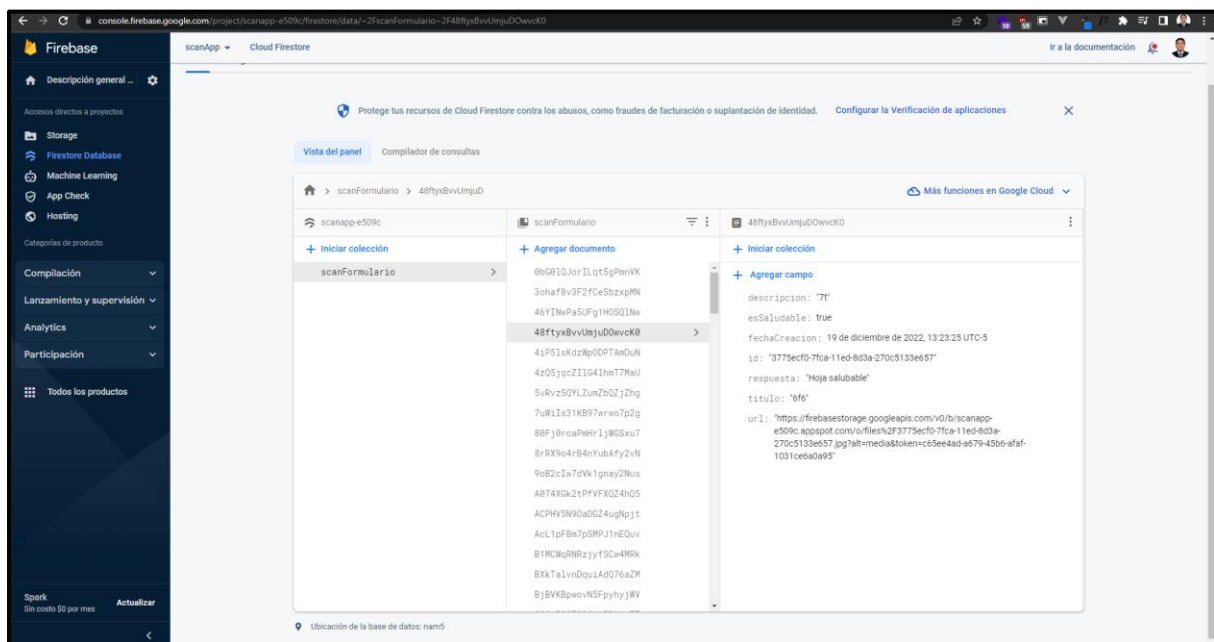 console.firebase.google.com/project/scanapp-e509c/firestore/data/~2FscanFormulario~2F48ftyxBvvUmjuDOwvcK0
Firebase
scanApp
Cloud Firestore
Ir a la documentación
Descripción general ...
Accesos directos a proyectos
Storage
Firestore Database
Machine Learning
App Check
Hosting
Categorías de producto
Compilación
Lanzamiento y supervisión
Analytics
Participación
Todos los productos
Spark
Sin costo $0 por mes
Actualizar
Protege tus recursos de Cloud Firestore contra los abusos, como fraudes de facturación o suplantación de identidad. Configurar la Verificación de aplicaciones
Vista del panel
Compilador de consultas
scanFormulario > 48ftyxBvvUmjuD.
Más funciones en Google Cloud
scanapp-e509c
+ Iniciar colección
scanFormulario
scanFormulario
+ Agregar documento
0bG01QJorILqt5gPmnVK
3ohaf8v3F2fCeSbzxpMN
46YINwPaSUFg1HOSQ1Nw
48ftyxBvvUmjuDOwvcK0
4iP5lsKdzWpODPTAmDuN
4zQ5jqcZIlG4lhmT7MaU
5vRvz5QYLZumZbQZjZhg
7uWiIs31KB97wrwo7p2g
80Fj0roaPmHrljWGSxu7
8rRX9o4rB4nYubAfy2vN
9oB2cIw7dVk1gnay2Nus
A074XGk2tPfVFXQZ4hQ5
ACPHV5N9OaDGZ4ugNpjt
AcL1pFBm7pSMPJ1nEQuv
B1MCWqRNRzjyfSCw4MRk
BXkTalvnDquiAdQ76aZM
BjBVKBpwovN5FpyhyjWV
48ftyxBvvUmjuDOwvcK0
+ Iniciar colección
+ Agregar campo
descripcion: "7t"
esSaludable: true
fechaCreacion: 19 de diciembre de 2022, 13:23:25 UTC-5
id: "3775ecf0-7fca-11ed-8d3a-270c5133e657"
respuesta: "Hoja salubable"
titulo: "6f6"
url: "https://firebasestorage.googleapis.com/v0/b/scanapp-
e509c.appspot.com/o/files%2F3775ecf0-7fca-11ed-8d3a-
270c5133e657.jpg?alt=media&token=c65ee4ad-a679-45b6-afaf-
1031ce6a0a95"
Ubicación de la base de datos: nam5